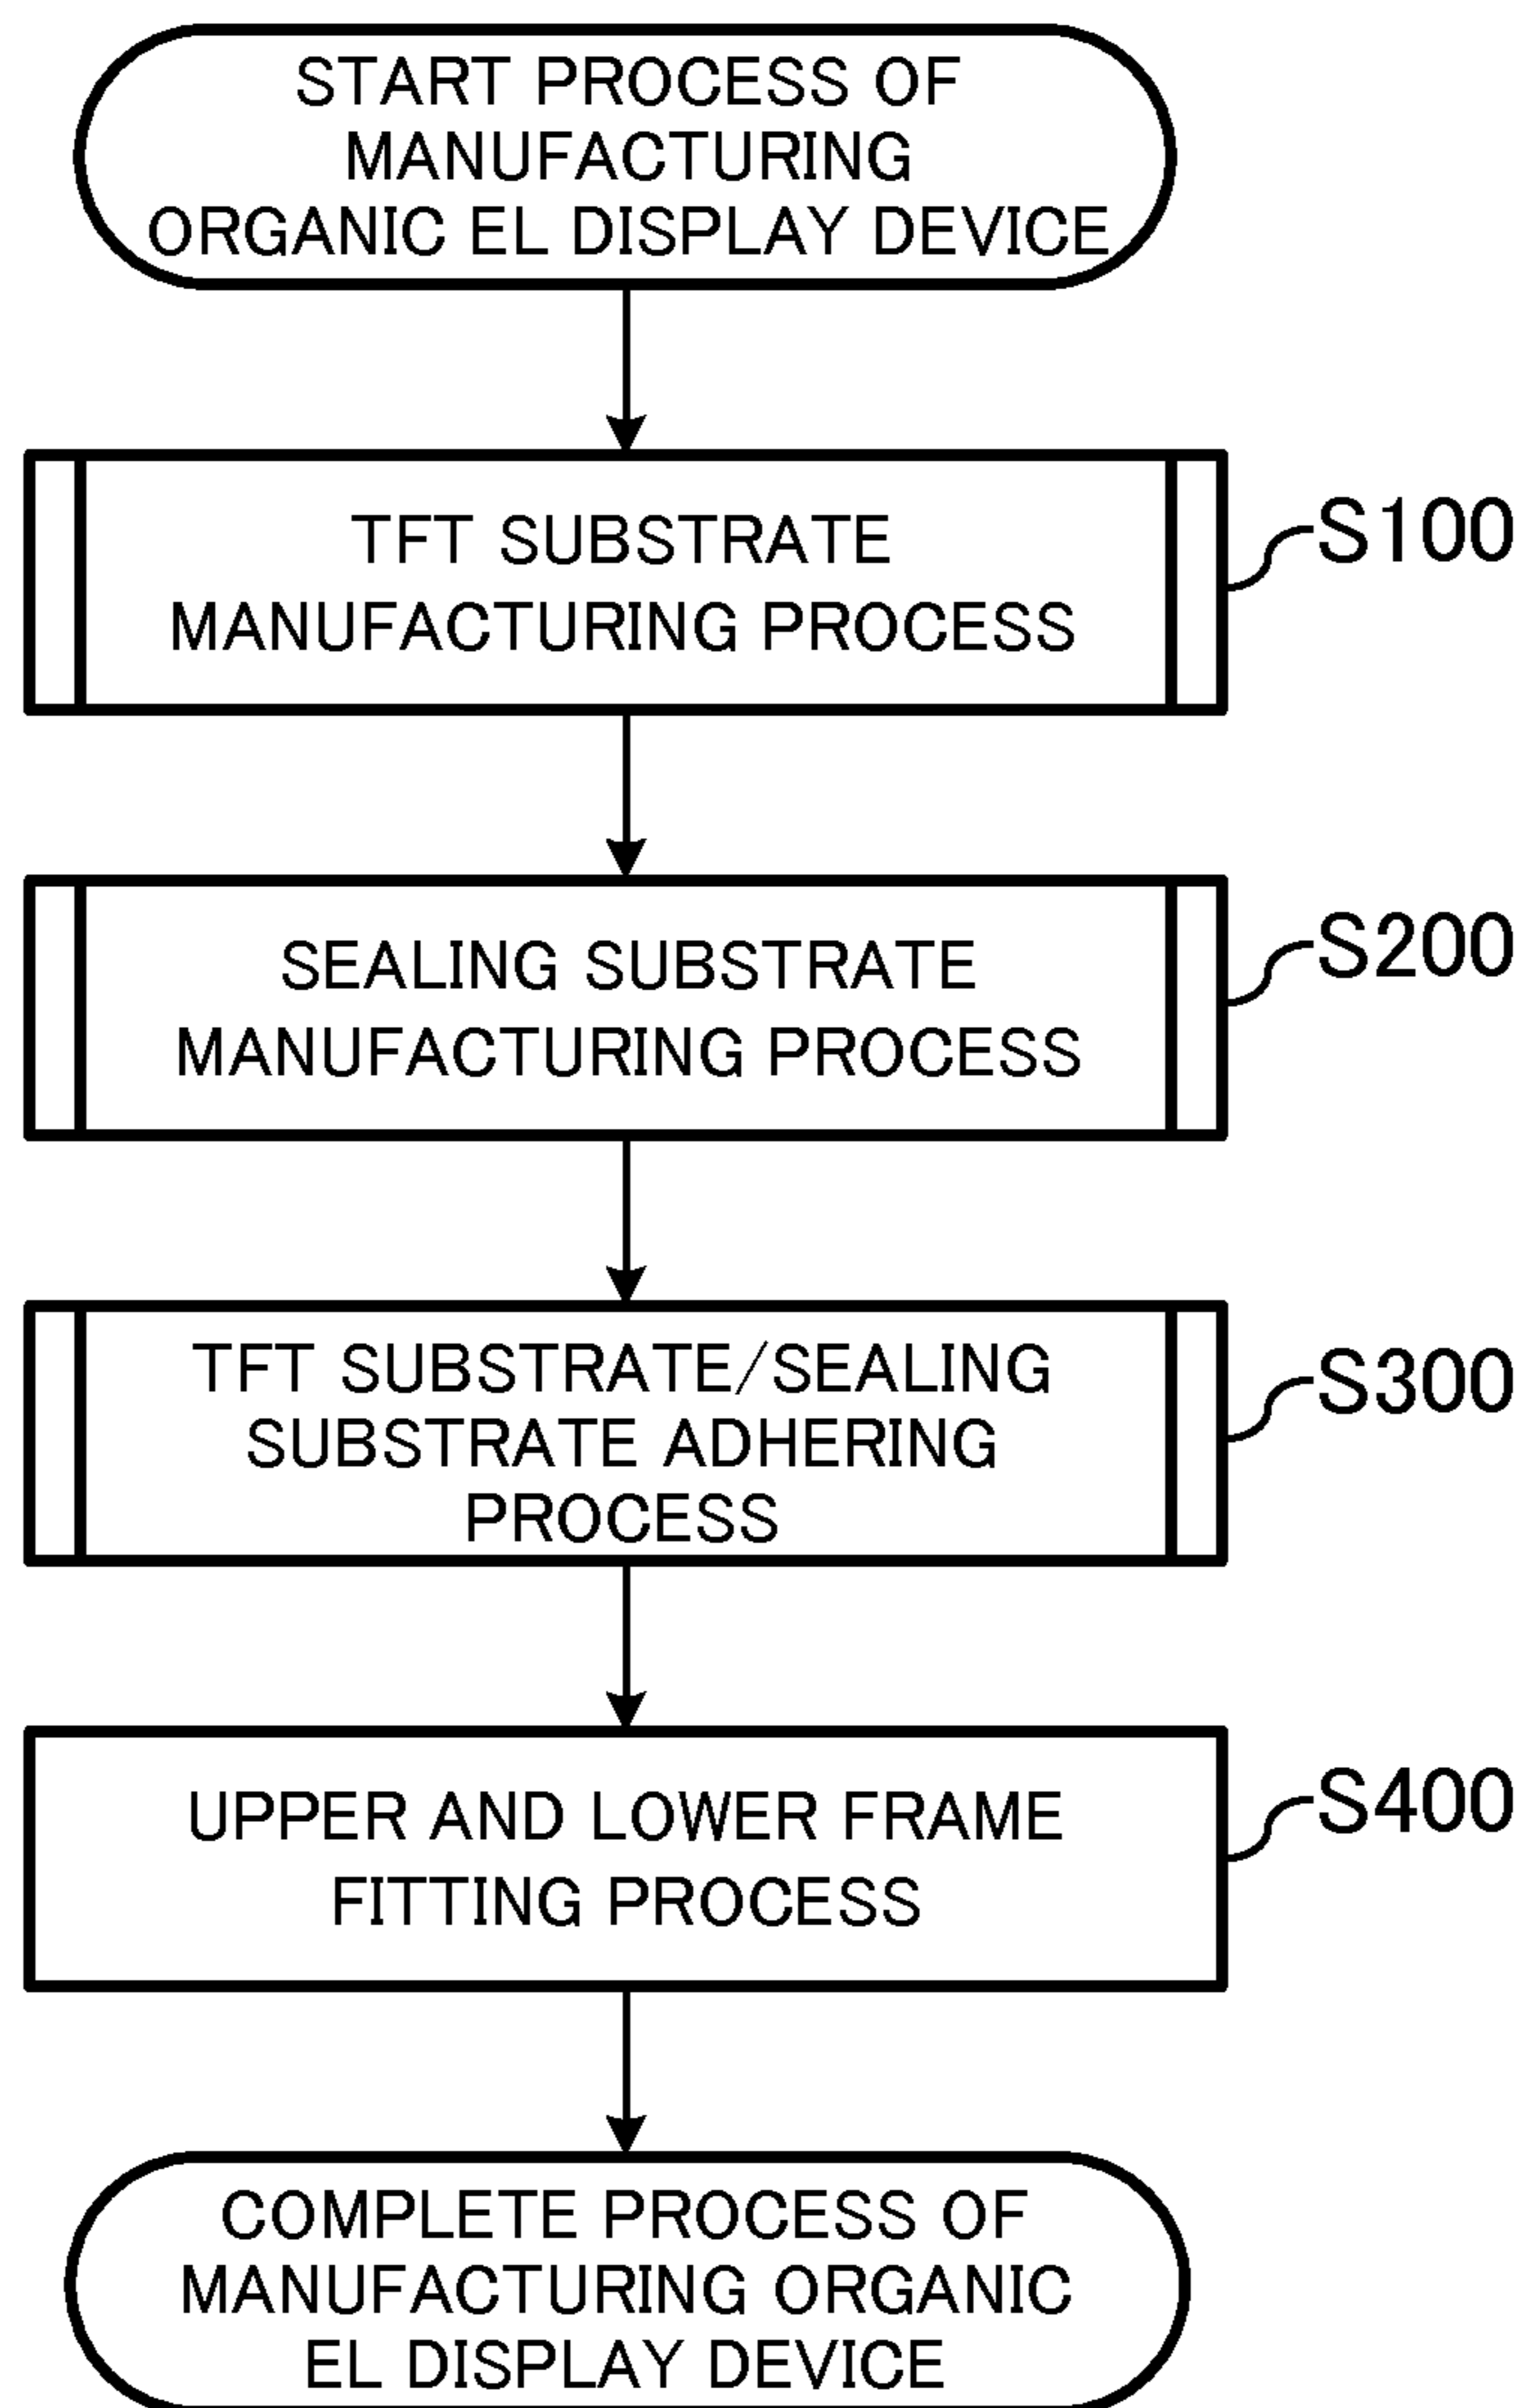 START PROCESS OF
MANUFACTURING
ORGANIC EL DISPLAY DEVICE
TFT SUBSTRATE
MANUFACTURING PROCESS
S100
SEALING SUBSTRATE
MANUFACTURING PROCESS
S200
TFT SUBSTRATE/SEALING
SUBSTRATE ADHERING
PROCESS
S300
UPPER AND LOWER FRAME
FITTING PROCESS
S400
COMPLETE PROCESS OF
MANUFACTURING ORGANIC
EL DISPLAY DEVICE